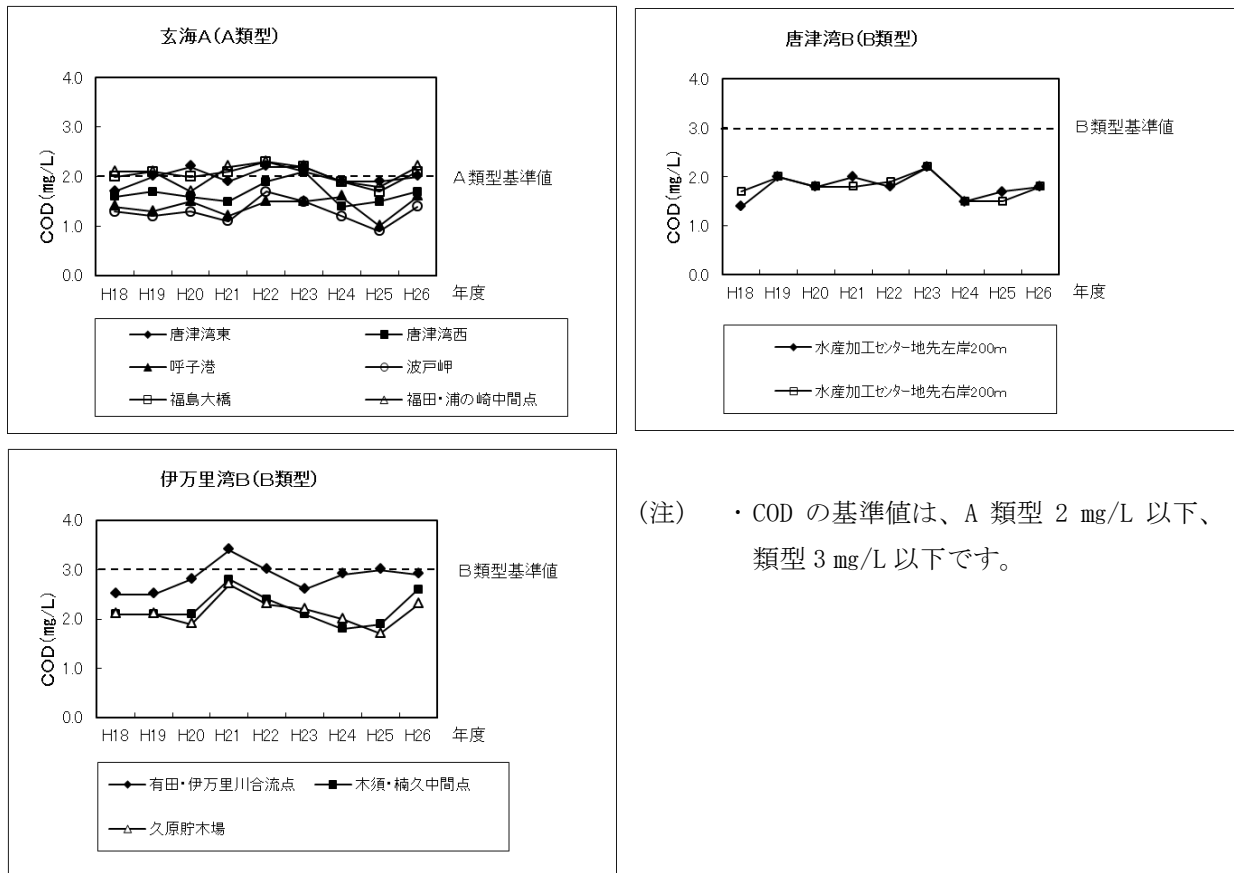 玄海A(A類型)
4.0
3.0
2.0
1.0
0.0
COD(㎎/L)
A類型基準値
H18 H19 H20 H21 H22 H23 H24 H25 H26 年度
唐津湾東 唐津湾西
呼子港 波戸岬
福島大橋 福田・浦の崎中間点
唐津湾B(B類型)
4.0
3.0
2.0
1.0
0.0
COD(㎎/L)
B類型基準値
H18 H19 H20 H21 H22 H23 H24 H25 H26 年度
水産加工センター地先左岸200m
水産加工センター地先右岸200m
伊万里湾B(B類型)
4.0
3.0
2.0
1.0
0.0
COD(㎎/L)
B類型基準値
H18 H19 H20 H21 H22 H23 H24 H25 H26 年度
有田・伊万里川合流点 木須・楠久中間点
久原貯木場
(注) ・COD の基準値は、A 類型 2 ㎎/L 以下、
類型 3 ㎎/L 以下です。